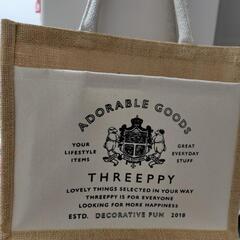 ADORABLE GOODS
YOUR LIFESTYLE ITEMS
GREAT EVERYDAY STUFF
THREEPPY
LOVELY THINGS SELECTED IN YOUR WAY
THREEPPY IS FOR EVERYONE
LOOKING FOR MORE HAPPINESS
ESTD. DECORATIVE FUN 2018